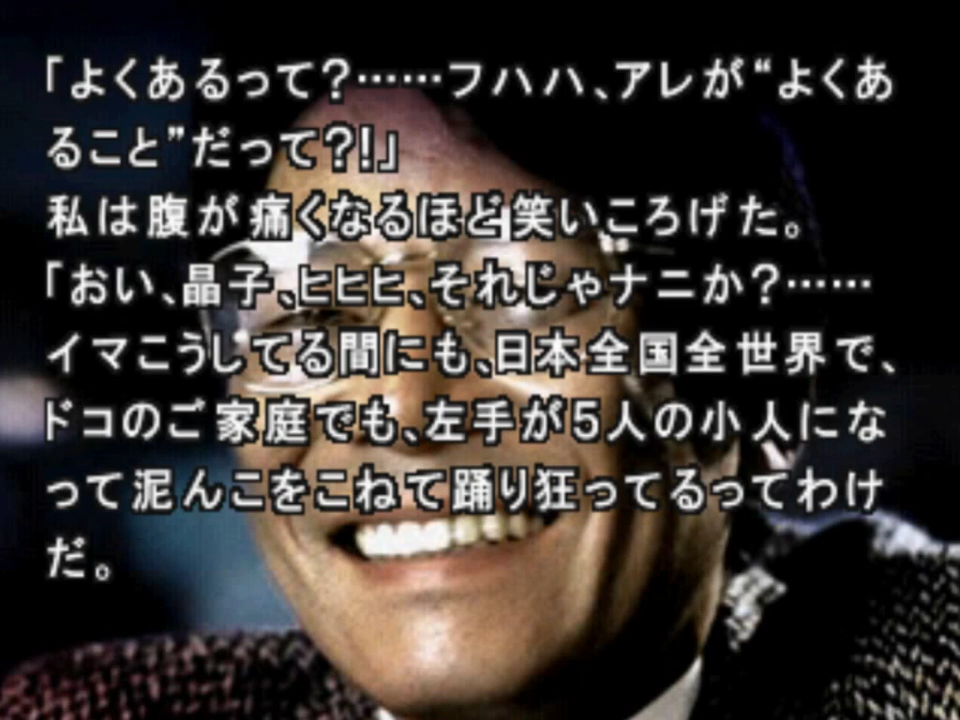 「よくあるって？……フハハ、アレが“よくあ
ること”だって？！」
私は腹が痛くなるほど笑いころげた。
「おい、晶子、ヒヒヒ、それじゃナニか？……
イマこうしてる間にも、日本全国全世界で、
ドコのご家庭でも、左手が５人の小人にな
って泥んこをこねて踊り狂ってるってわけ
だ。